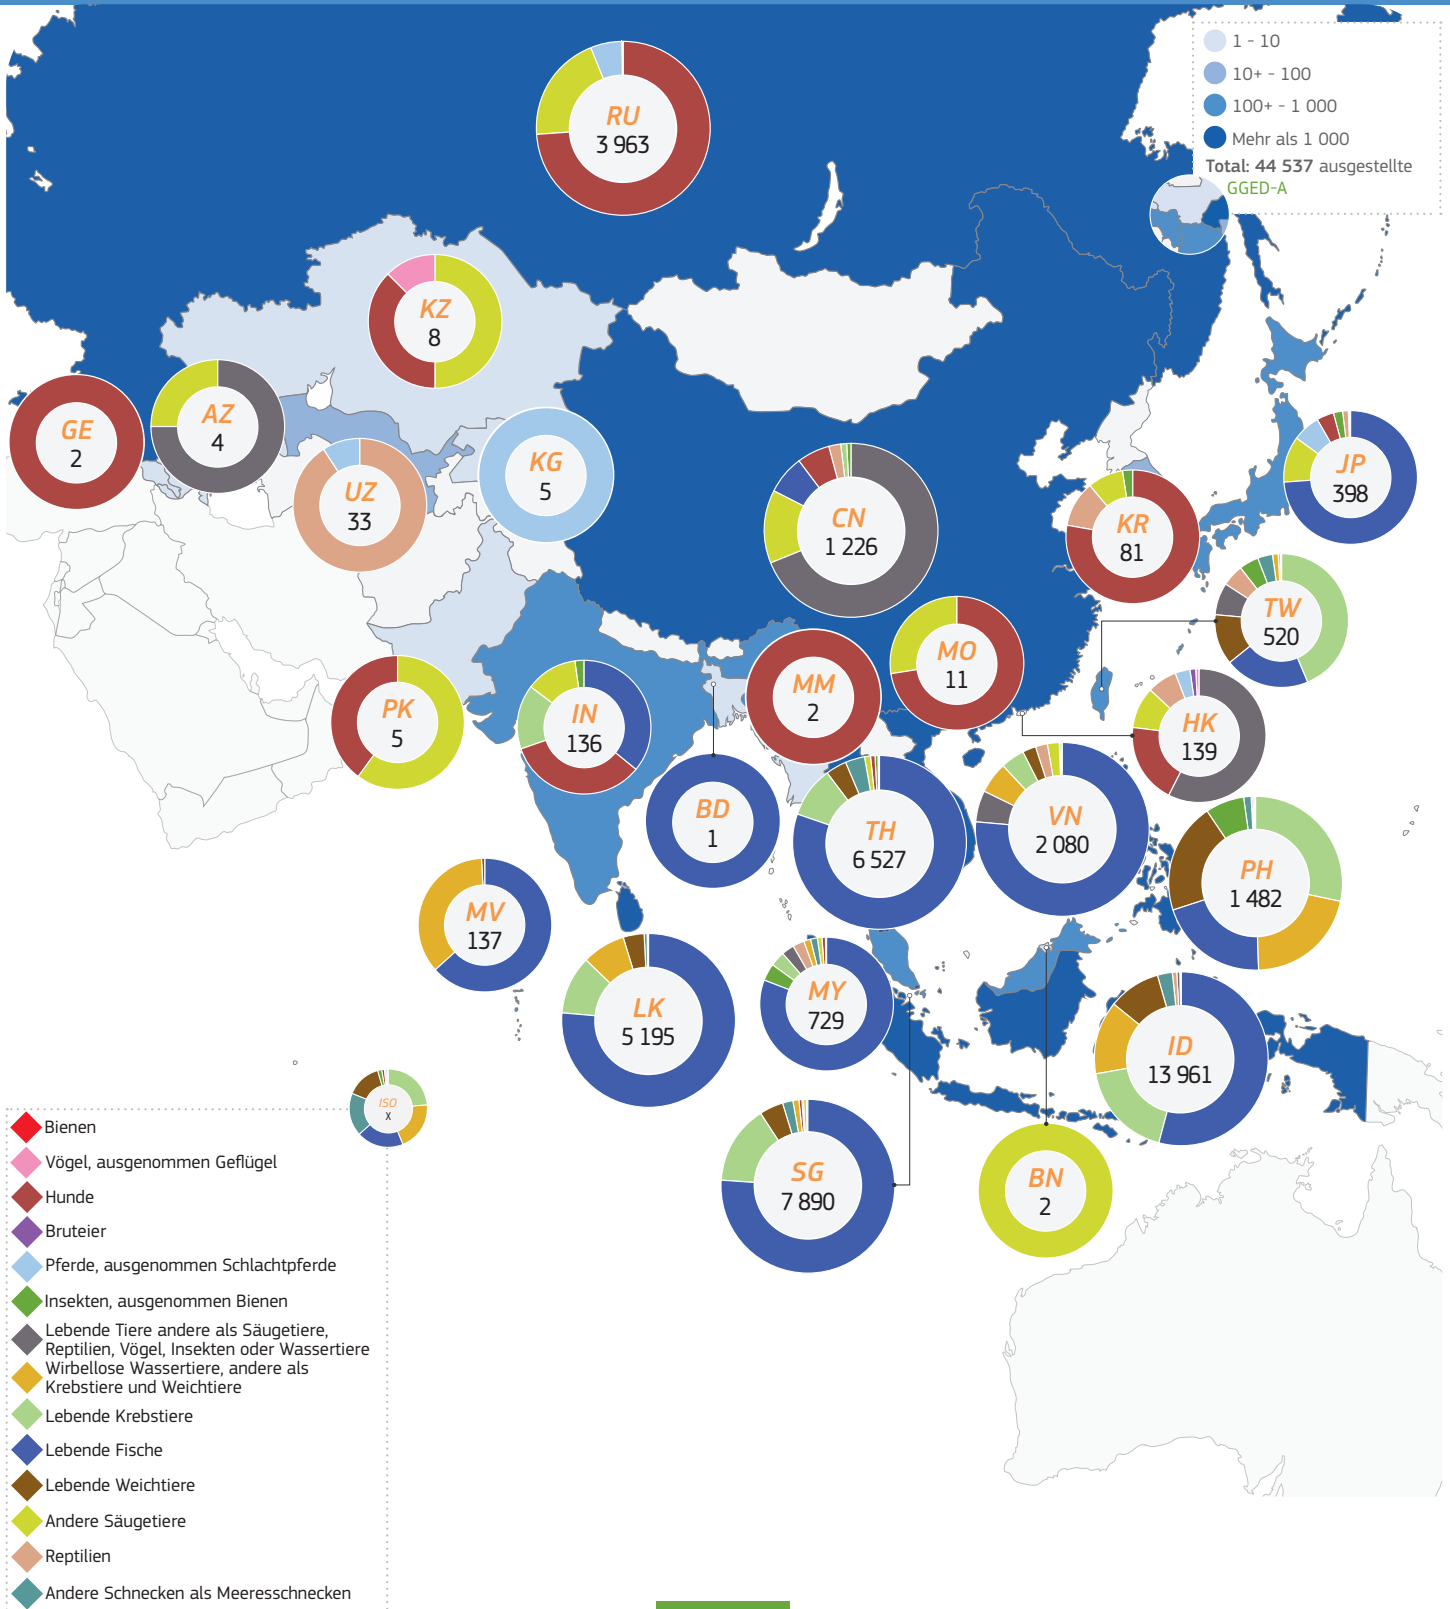 1 - 10
10+ - 100
100+ - 1 000
Mehr als 1 000
Total: 44 537 ausgestellte
GGED-A
RU
3 963
KZ
8
GE
2
AZ
4
UZ
33
KG
5
CN
1 226
KR
81
JP
398
TW
520
MO
11
MM
2
HK
139
PK
5
IN
136
BD
1
TH
6 527
VN
2 080
PH
1 482
MV
137
LK
5 195
MY
729
ID
13 961
SG
7 890
BN
2
ISO
X
Bienen
Vögel, ausgenommen Geflügel
Hunde
Bruteier
Pferde, ausgenommen Schlachtpferde
Insekten, ausgenommen Bienen
Lebende Tiere andere als Säugetiere,
Reptilien, Vögel, Insekten oder Wassertiere
Wirbellose Wassertiere, andere als
Krebstiere und Weichtiere
Lebende Krebstiere
Lebende Fische
Lebende Weichtiere
Andere Säugetiere
Reptilien
Andere Schnecken als Meeresschnecken